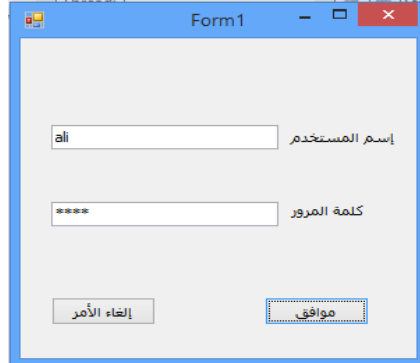 Form1
إسم المستخدم
ali
كلمة المرور
****
موافق
إلغاء الأمر